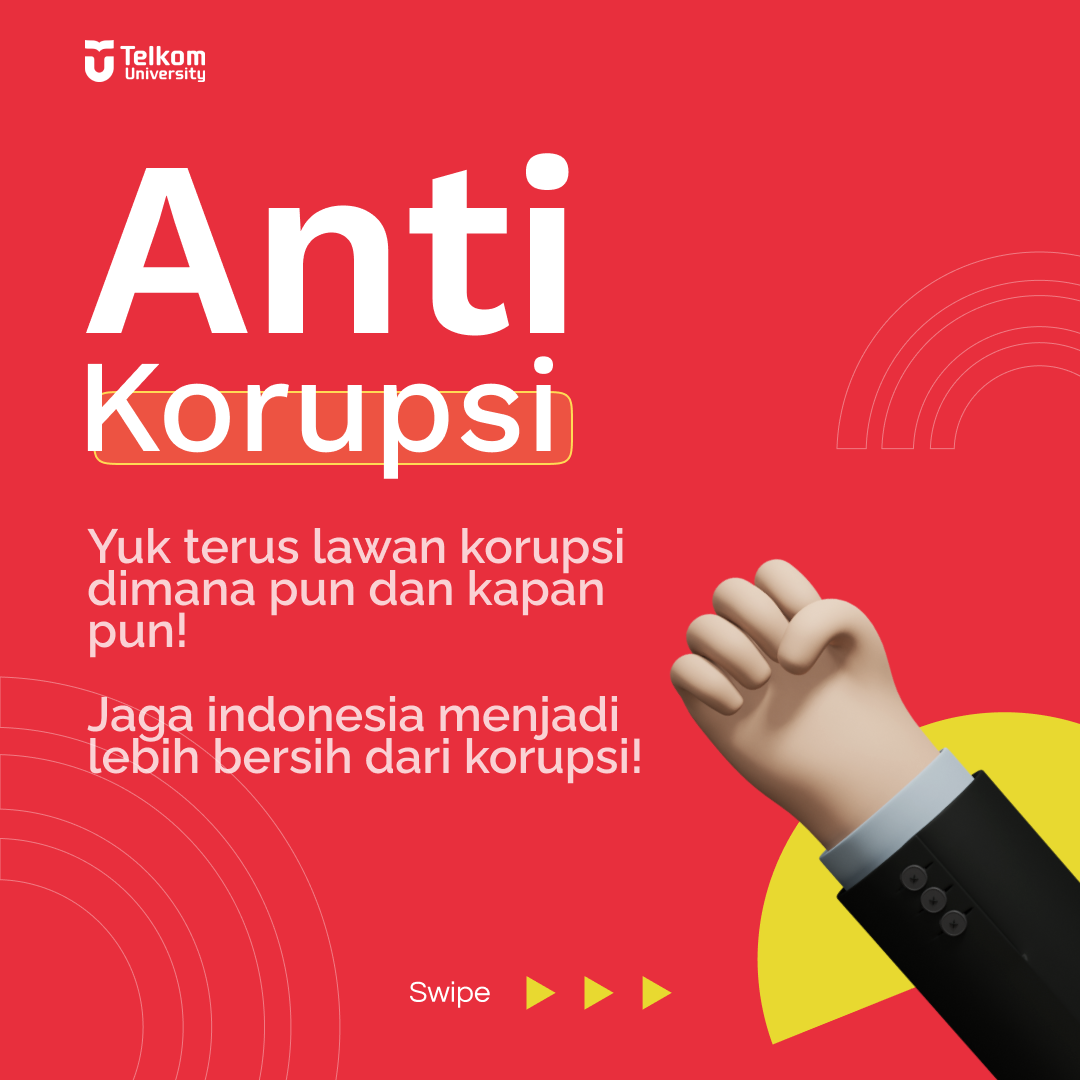 Telkom
University
Anti
Korupsi
Yuk terus lawan korupsi
dimana pun dan kapan
pun!
Jaga indonesia menjadi
lebih bersih dari korupsi!
Swipe